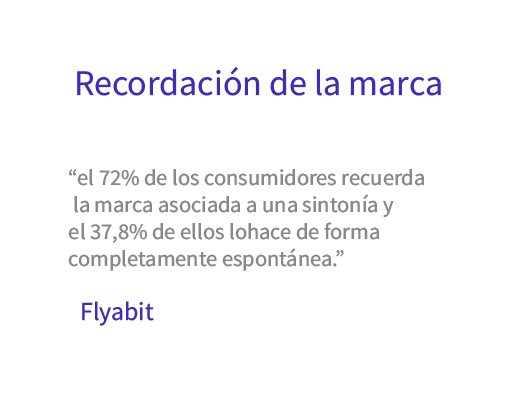 Recordación de la marca
“el 72% de los consumidores recuerda
la marca asociada a una sintonía y
el 37,8% de ellos lohace de forma
completamente espontánea.”
Flyabit